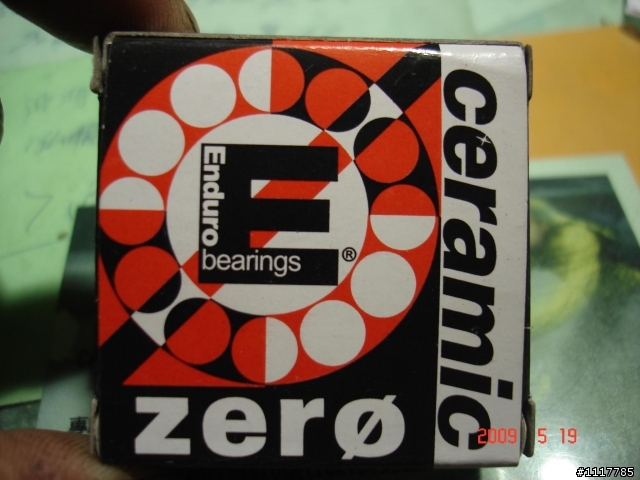 Enduro
bearings
E
®
ceramic
zerø
2009 5 19
#1117785